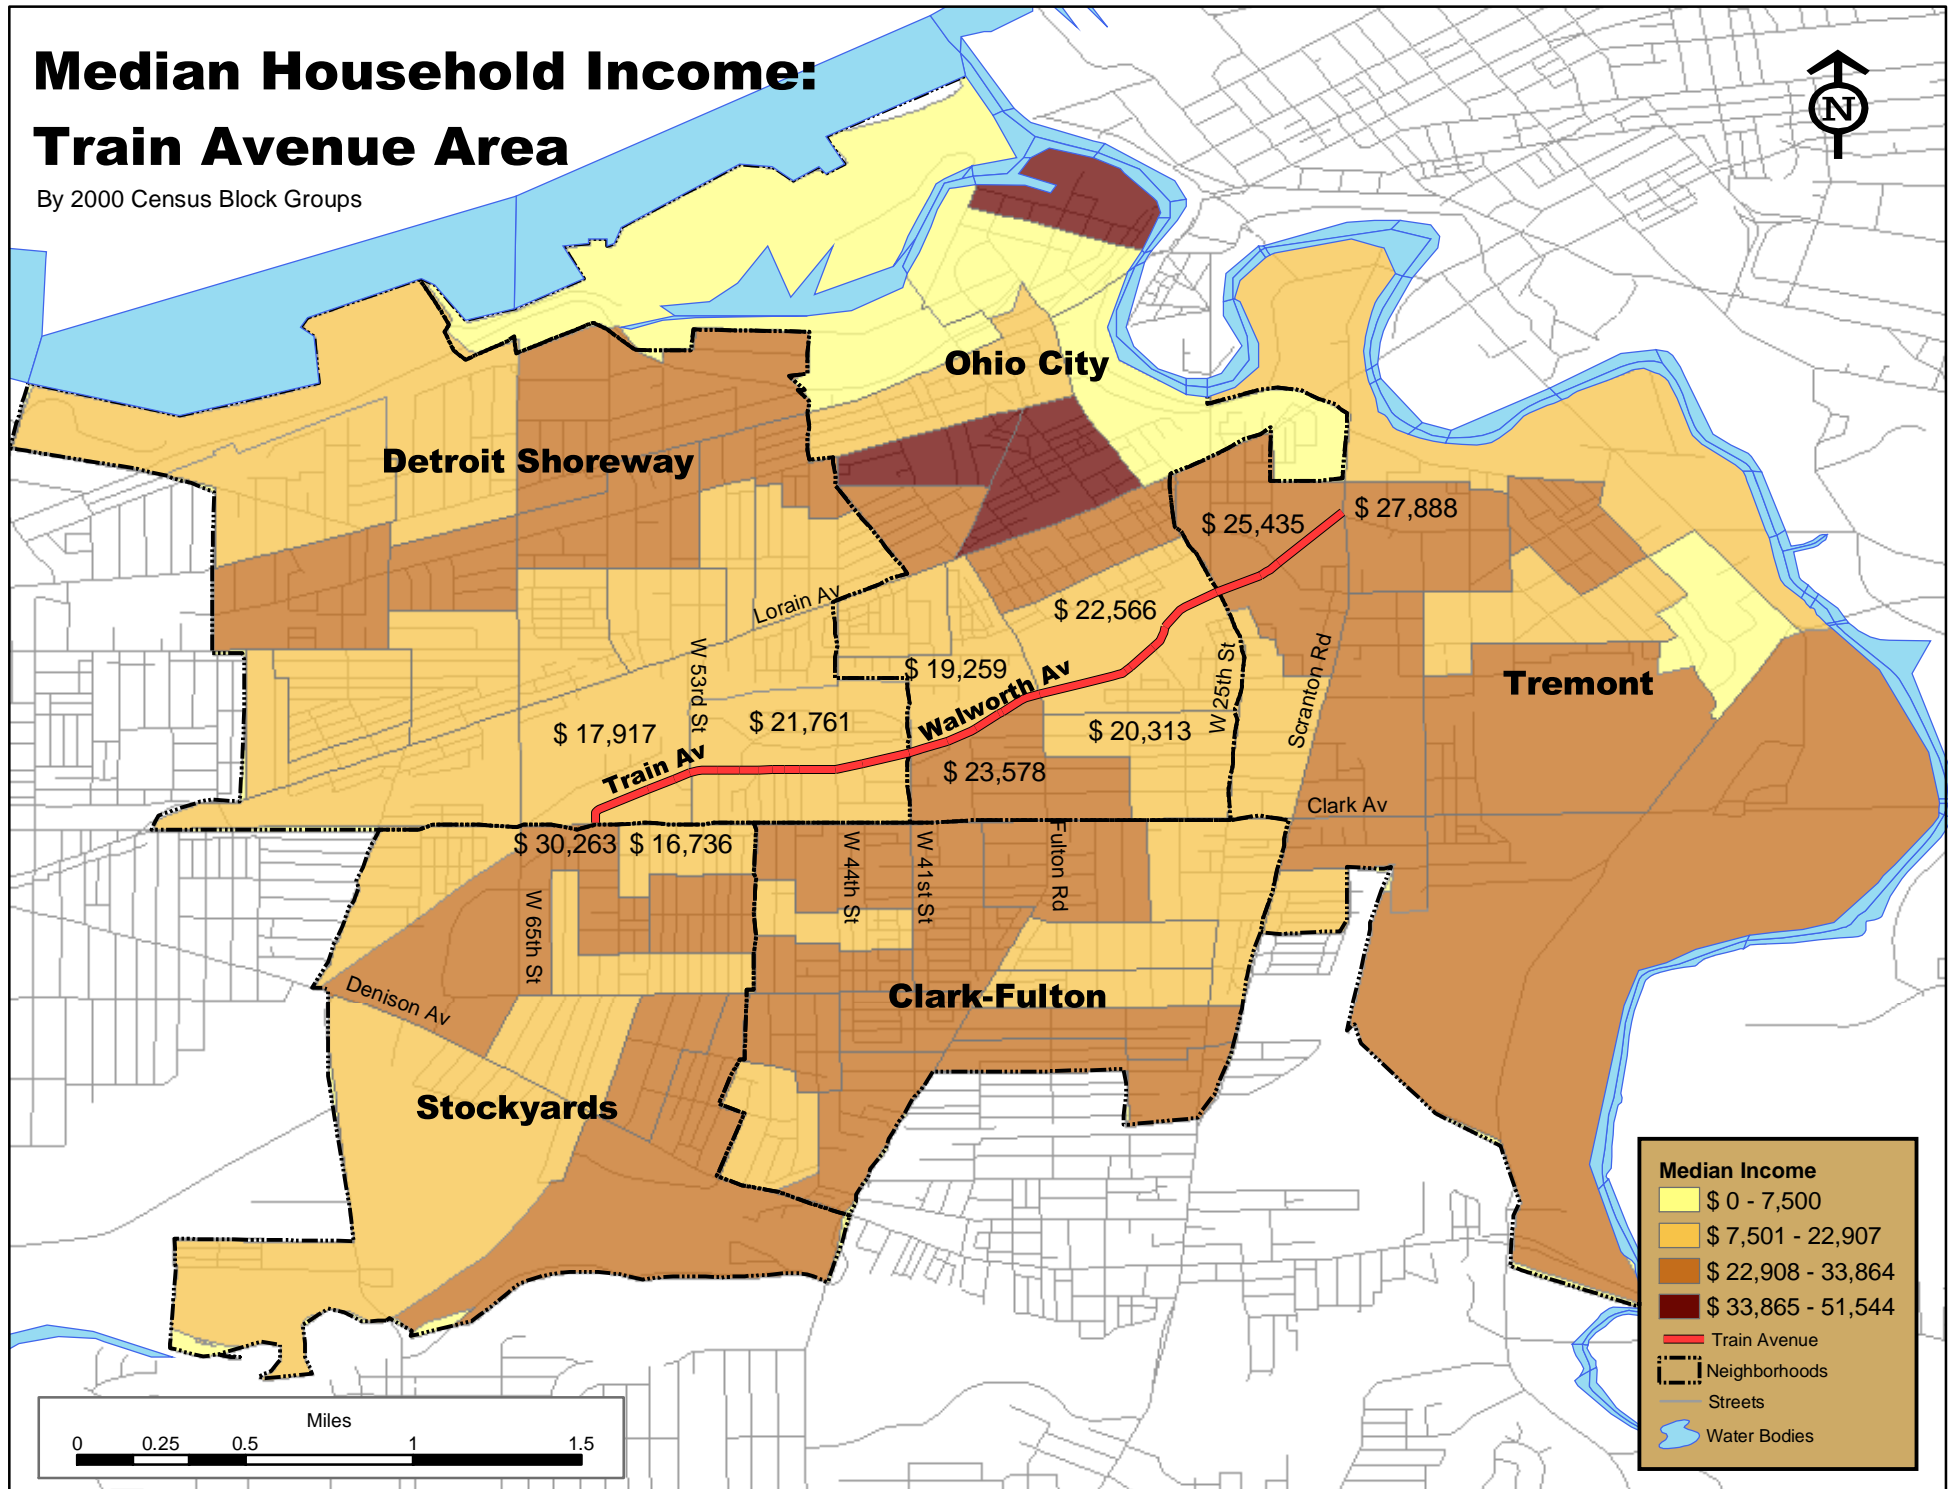 Median Household Income:
Train Avenue Area
By 2000 Census Block Groups
N
Ohio City
Detroit Shoreway
$ 25,435
$ 27,888
Lorain Av
$ 22,566
W 53rd St
$ 19,259
W 25th St
Scranton Rd
Tremont
Walworth Av
$ 17,917
$ 21,761
$ 20,313
Train Av
$ 23,578
Clark Av
$ 30,263
$ 16,736
W 65th St
W 44th St
W 41st St
Fulton Rd
Denison Av
Clark-Fulton
Stockyards
Median Income
$ 0 - 7,500
$ 7,501 - 22,907
$ 22,908 - 33,864
$ 33,865 - 51,544
Train Avenue
Neighborhoods
Streets
Water Bodies
Miles
0 0.25 0.5 1 1.5